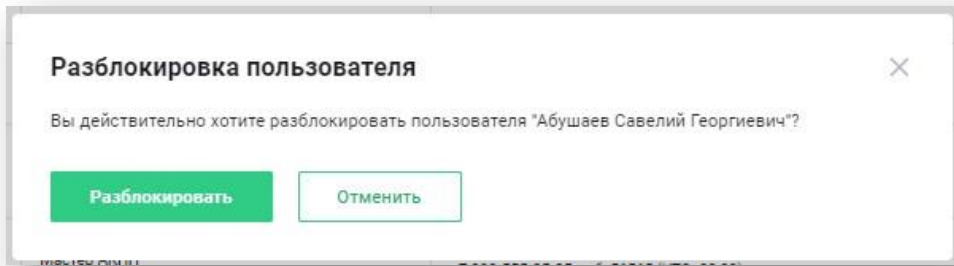 Разблокировка пользователя
Вы действительно хотите разблокировать пользователя "Абушаев Савелий Георгиевич"?
Разблокировать
Отменить